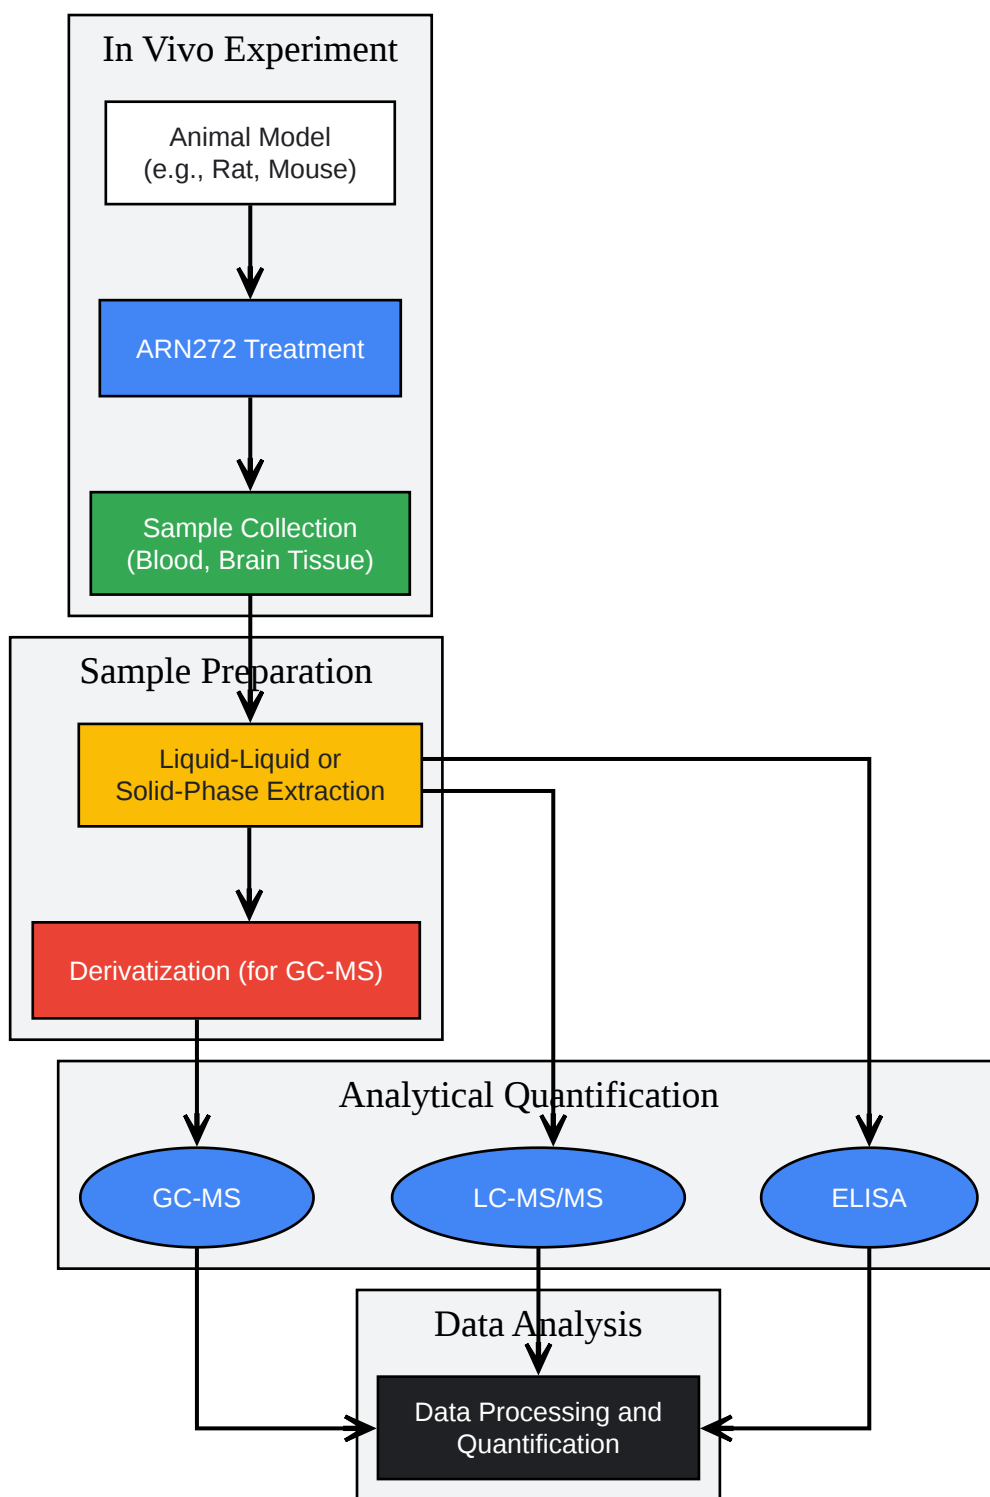 In Vivo Experiment
Animal Model
(e.g., Rat, Mouse)
ARN272 Treatment
Sample Collection
(Blood, Brain Tissue)
Sample Preparation
Liquid-Liquid or
Solid-Phase Extraction
Derivatization (for GC-MS)
Analytical Quantification
GC-MS
LC-MS/MS
ELISA
Data Analysis
Data Processing and
Quantification